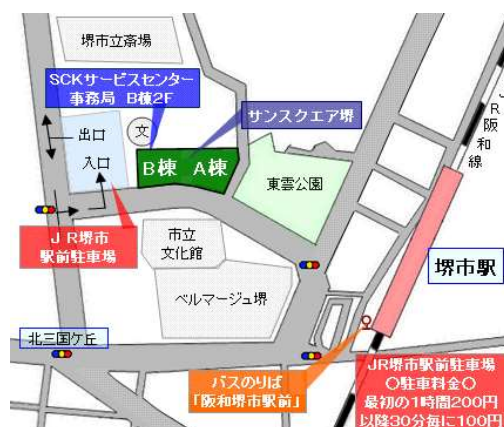 堺市立斎場
SCKサービスセンター
事務局 B棟2F
サンスクエア堺
出口
文
入口
B棟 A棟
東雲公園
JR阪和線
JR堺市
駅前駐車場
市立
文化館
堺市駅
ベルマージュ堺
北三国ケ丘
バスのりば
「阪和堺市駅前」
JR堺市駅前駐車場
〇駐車料金〇
最初の1時間200円
以降30分毎に100円